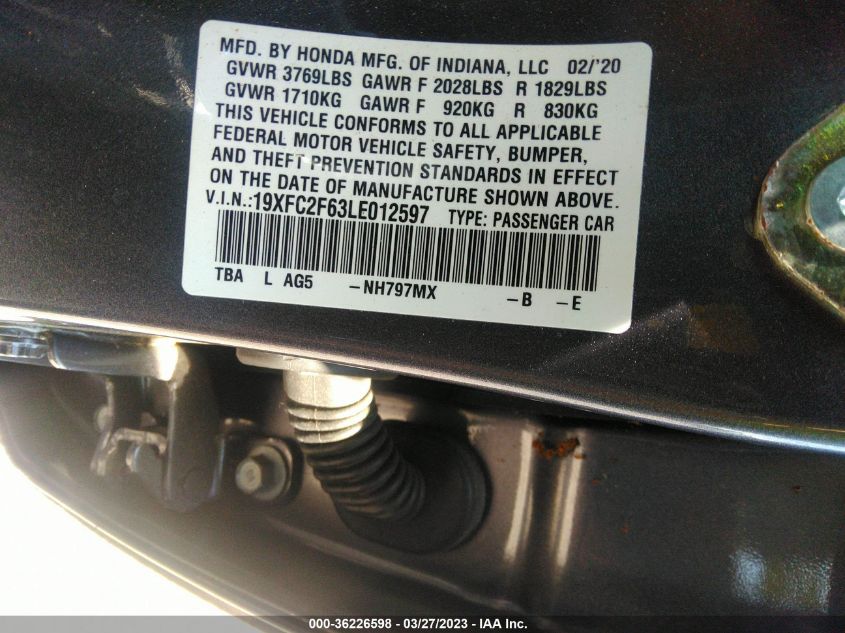 MFD. BY HONDA MFG. OF INDIANA, LLC 02/'20
GVWR 3769LBS GAWR F 2028LBS R 1829LBS
GVWR 1710KG GAWR F 920KG R 830KG
THIS VEHICLE CONFORMS TO ALL APPLICABLE
FEDERAL MOTOR VEHICLE SAFETY, BUMPER,
AND THEFT PREVENTION STANDARDS IN EFFECT
ON THE DATE OF MANUFACTURE SHOWN ABOVE.
V.I.N.:19XFC2F63LE012597 TYPE: PASSENGER CAR
TBA L AG5 -NH797MX -B -E
000-36226598 — 03/27/2023 — IAA Inc.